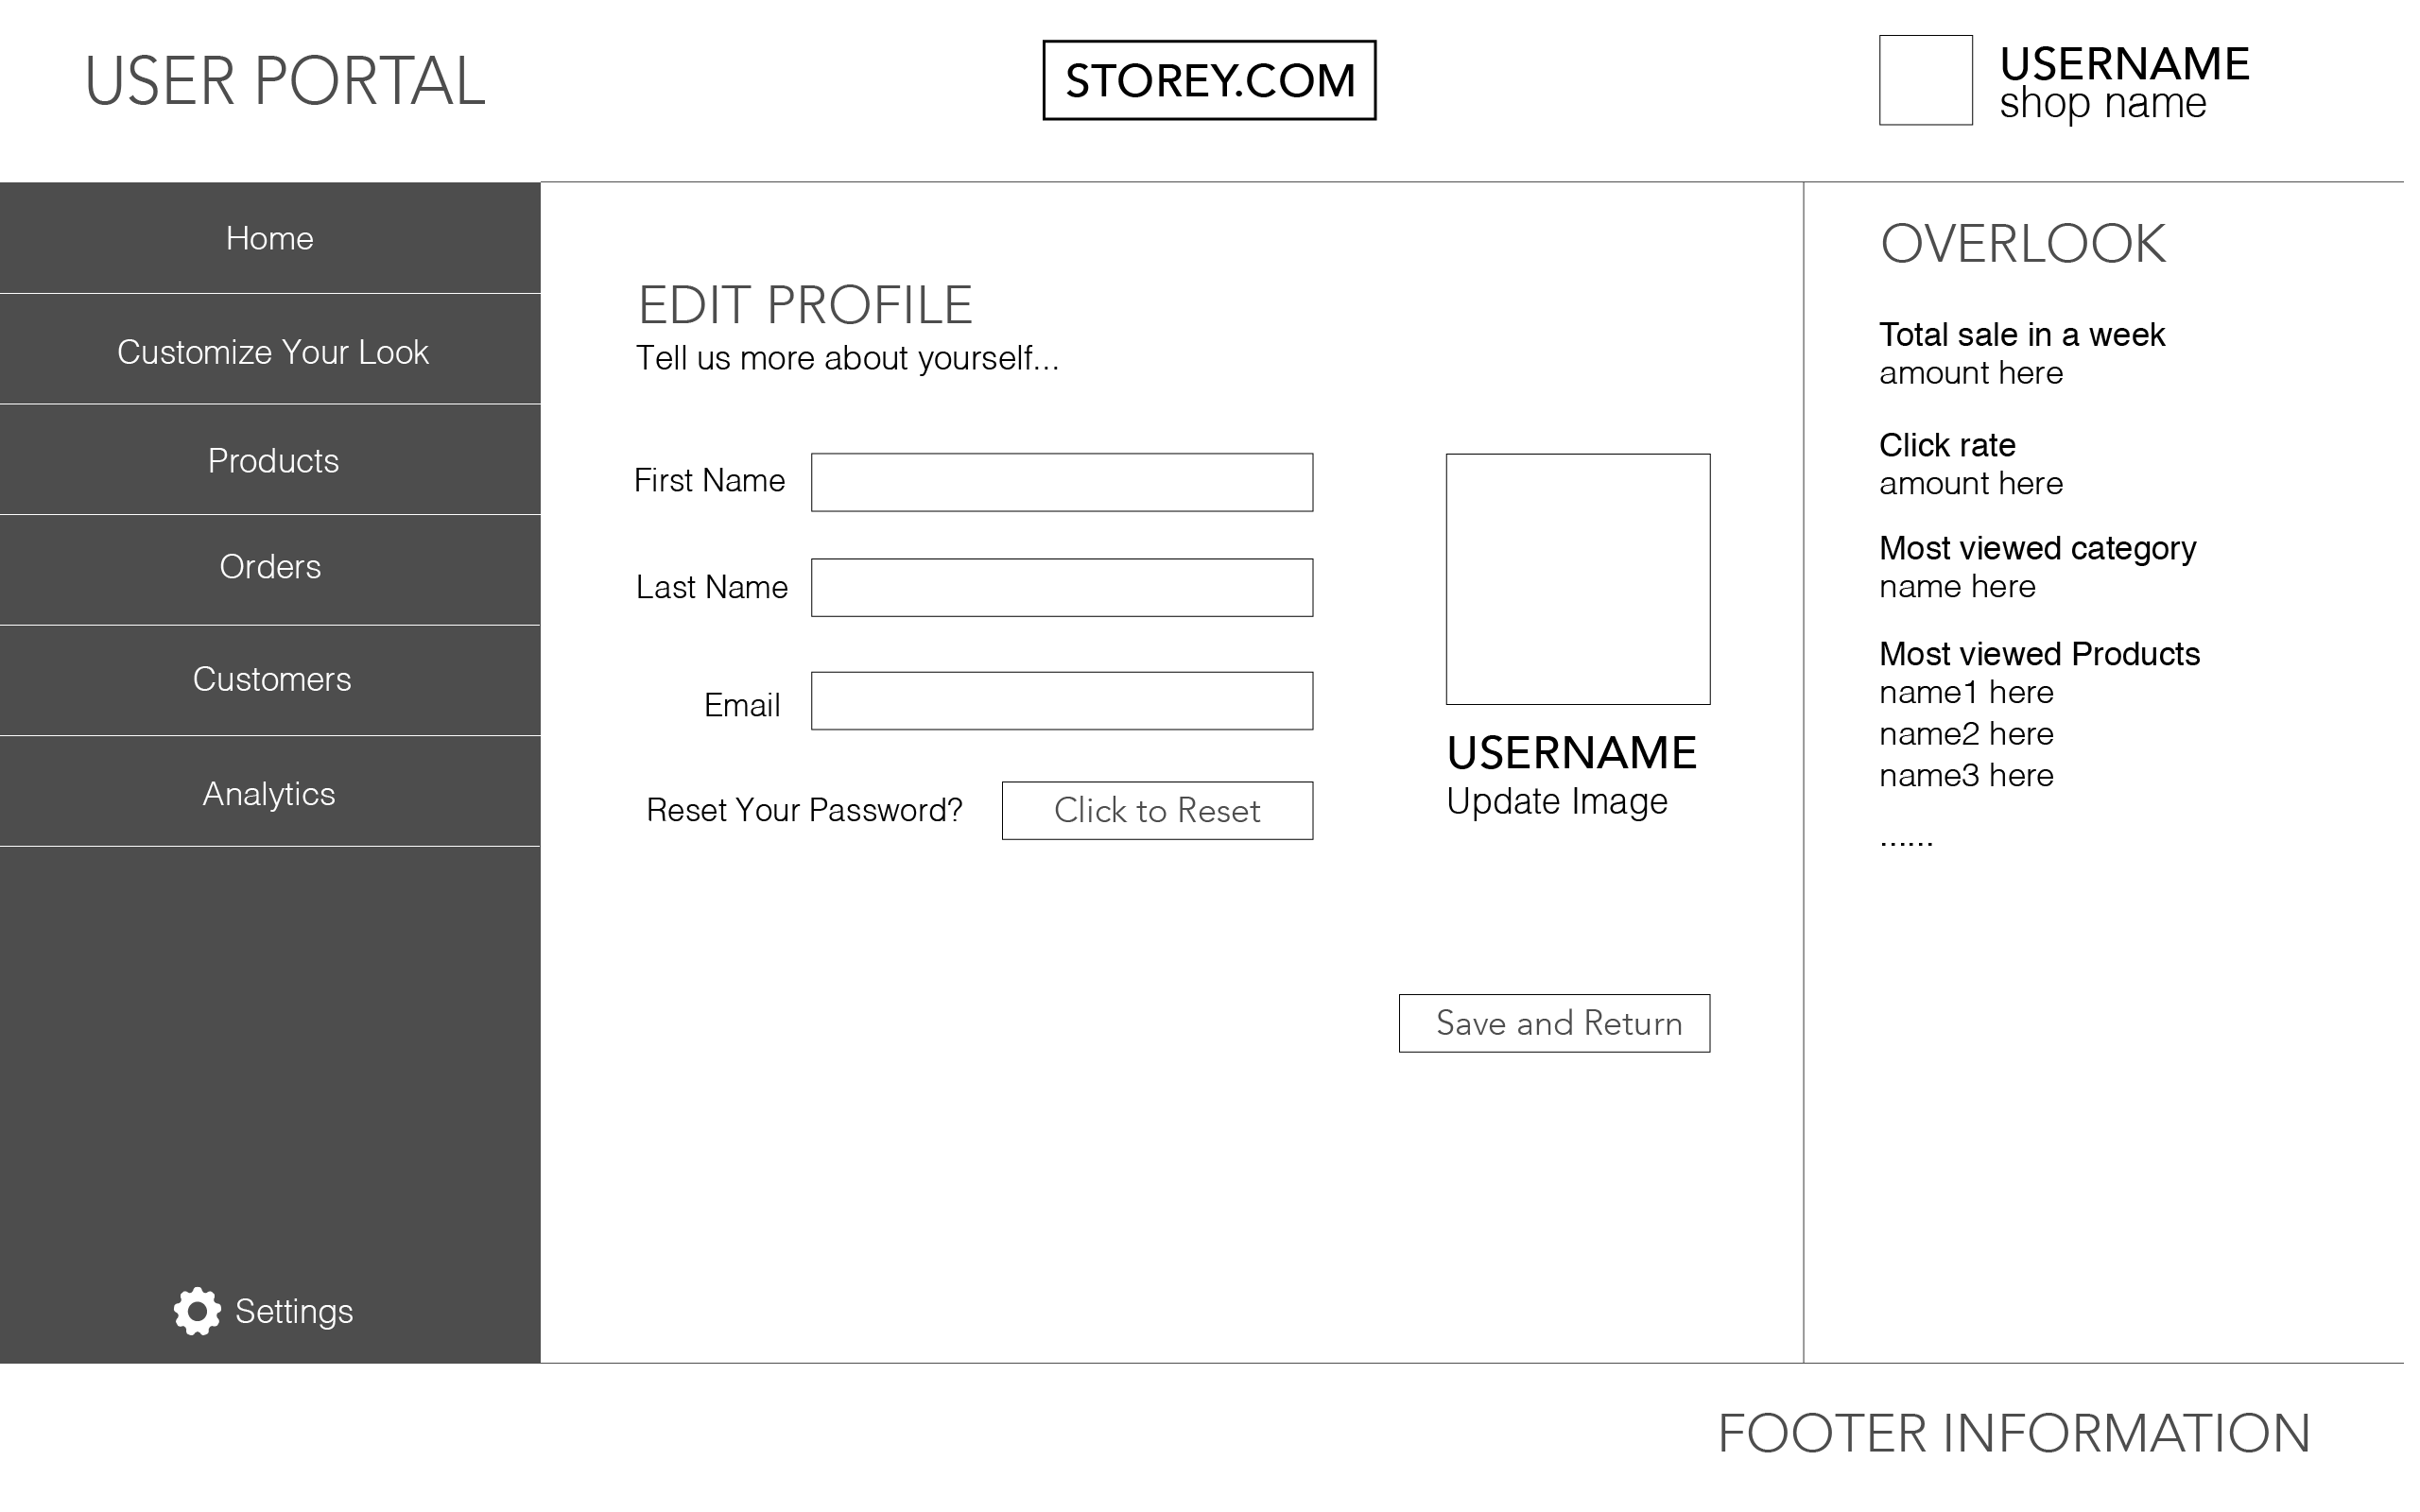 USER PORTAL
STOREY.COM
USERNAME
shop name
Home
Customize Your Look
Products
Orders
Customers
Analytics
Settings
EDIT PROFILE
Tell us more about yourself...
First Name
Last Name
Email
Reset Your Password?
Click to Reset
USERNAME
Update Image
Save and Return
OVERLOOK
Total sale in a week
amount here
Click rate
amount here
Most viewed category
name here
Most viewed Products
name1 here
name2 here
name3 here
......
FOOTER INFORMATION